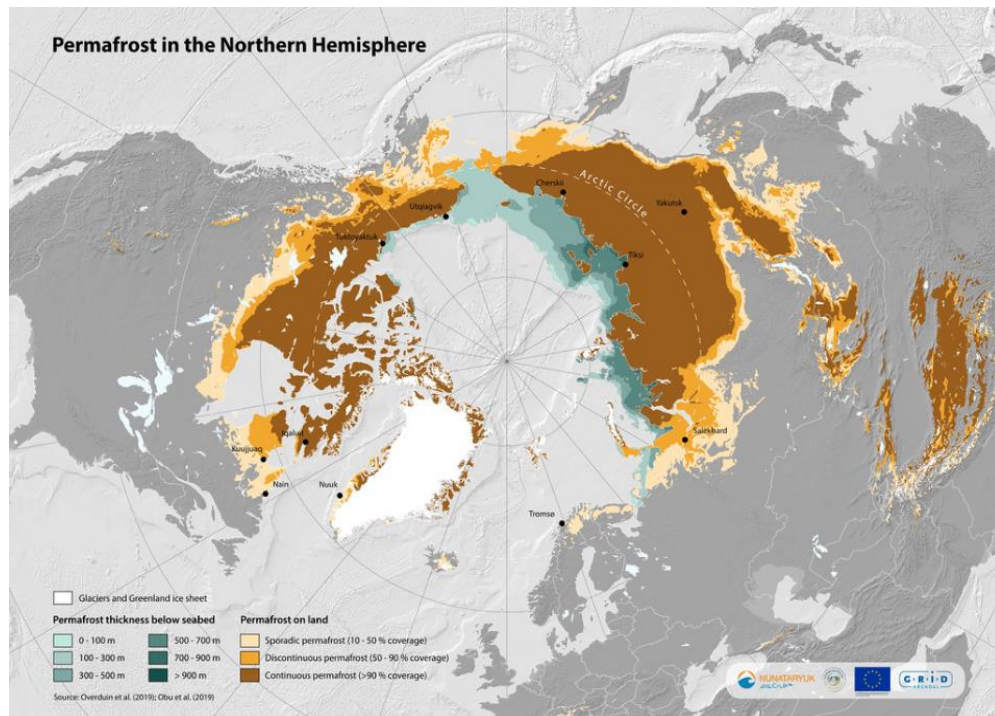 Permafrost in the Northern Hemisphere
Arctic Circle
Cherskii
Yakutsk
Utqiaġvik
Tuktoyaktuk
Tiksi
Iqaluit
Salekhard
Kuujjuaq
Nain
Nuuk
Tromsø
Glaciers and Greenland ice sheet
Permafrost thickness below seabed
0 - 100 m
100 - 300 m
300 - 500 m
500 - 700 m
700 - 900 m
> 900 m
Permafrost on land
Sporadic permafrost (10 - 50 % coverage)
Discontinuous permafrost (50 - 90 % coverage)
Continuous permafrost (>90 % coverage)
Source: Overduin et al. (2019); Obu et al. (2019)
NUNATARYUK
G R I D
ARENDAL